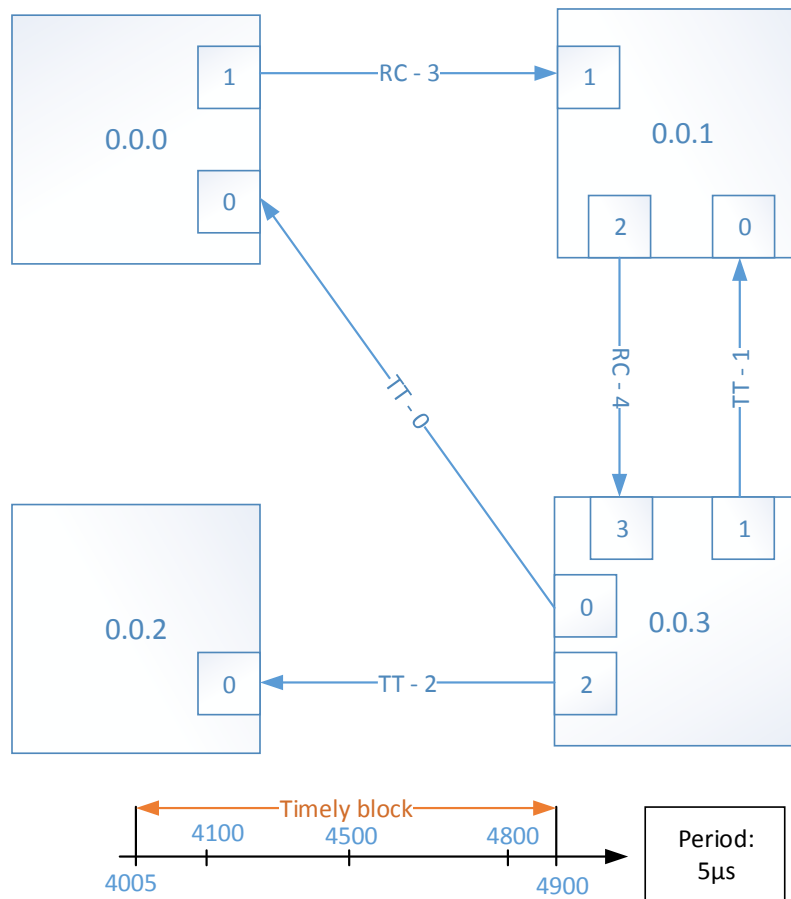 1
RC - 3
1
0.0.0
0.0.1
0
2
0
TT - 0
RC - 4
TT - 1
3
1
0
0.0.2
0.0.3
0
TT - 2
2
Timely block
4100
4500
4800
4005
4900
Period:
5µs